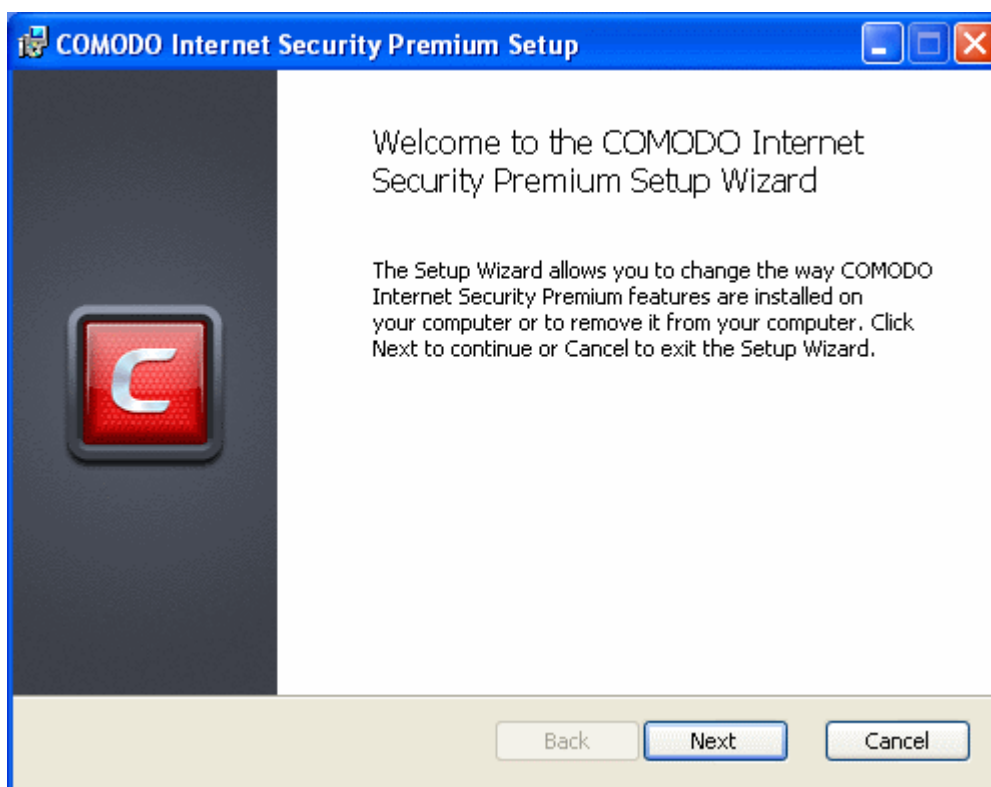 COMODO Internet Security Premium Setup
Welcome to the COMODO Internet
Security Premium Setup Wizard
The Setup Wizard allows you to change the way COMODO
Internet Security Premium features are installed on
your computer or to remove it from your computer. Click
Next to continue or Cancel to exit the Setup Wizard.
C
Back Next Cancel